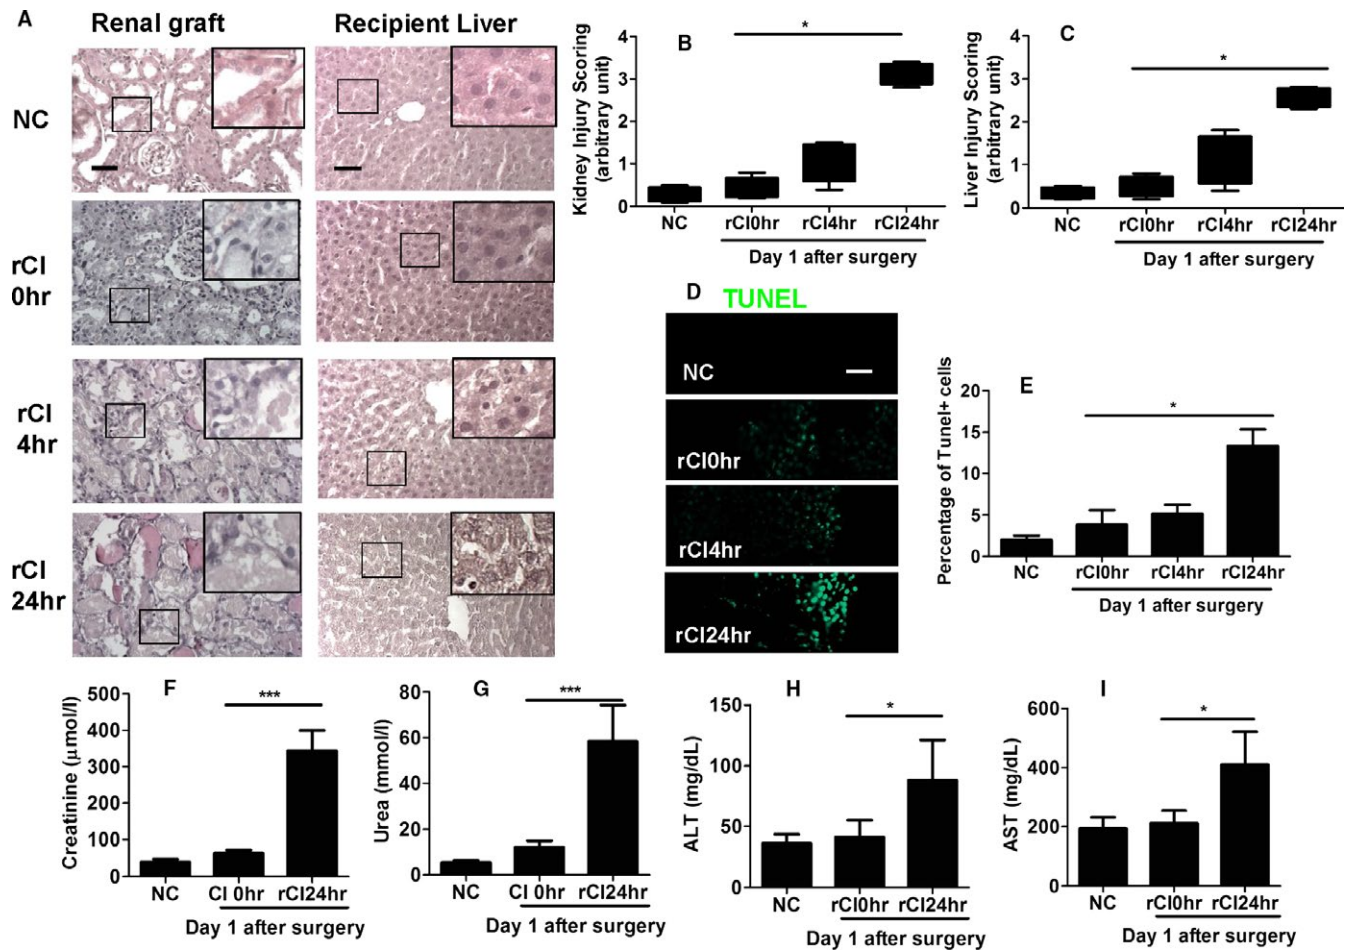 A
Renal graft
Recipient Liver
NC
rCI
0hr
rCI
4hr
rCI
24hr
B
Kidney Injury Scoring
(arbitrary unit)
4
3
2
1
0
*
NC
rCI0hr
rCI4hr
rCI24hr
Day 1 after surgery
C
Liver Injury Scoring
(arbitrary unit)
4
3
2
1
0
*
NC
rCI0hr
rCI4hr
rCI24hr
Day 1 after surgery
D
TUNEL
NC
rCI0hr
rCI4hr
rCI24hr
E
Percentage of Tunel+ cells
20
15
10
5
0
*
NC
rCI0hr
rCI4hr
rCI24hr
Day 1 after surgery
F
Creatinine (μmol/l)
500
400
300
200
100
0
***
NC
CI 0hr
rCI24hr
Day 1 after surgery
G
Urea (mmol/l)
80
60
40
20
0
***
NC
CI 0hr
rCI24hr
Day 1 after surgery
H
ALT (mg/dL)
150
100
50
0
*
NC
rCI0hr
rCI24hr
Day 1 after surgery
I
AST (mg/dL)
600
400
200
0
*
NC
rCI0hr
rCI24hr
Day 1 after surgery